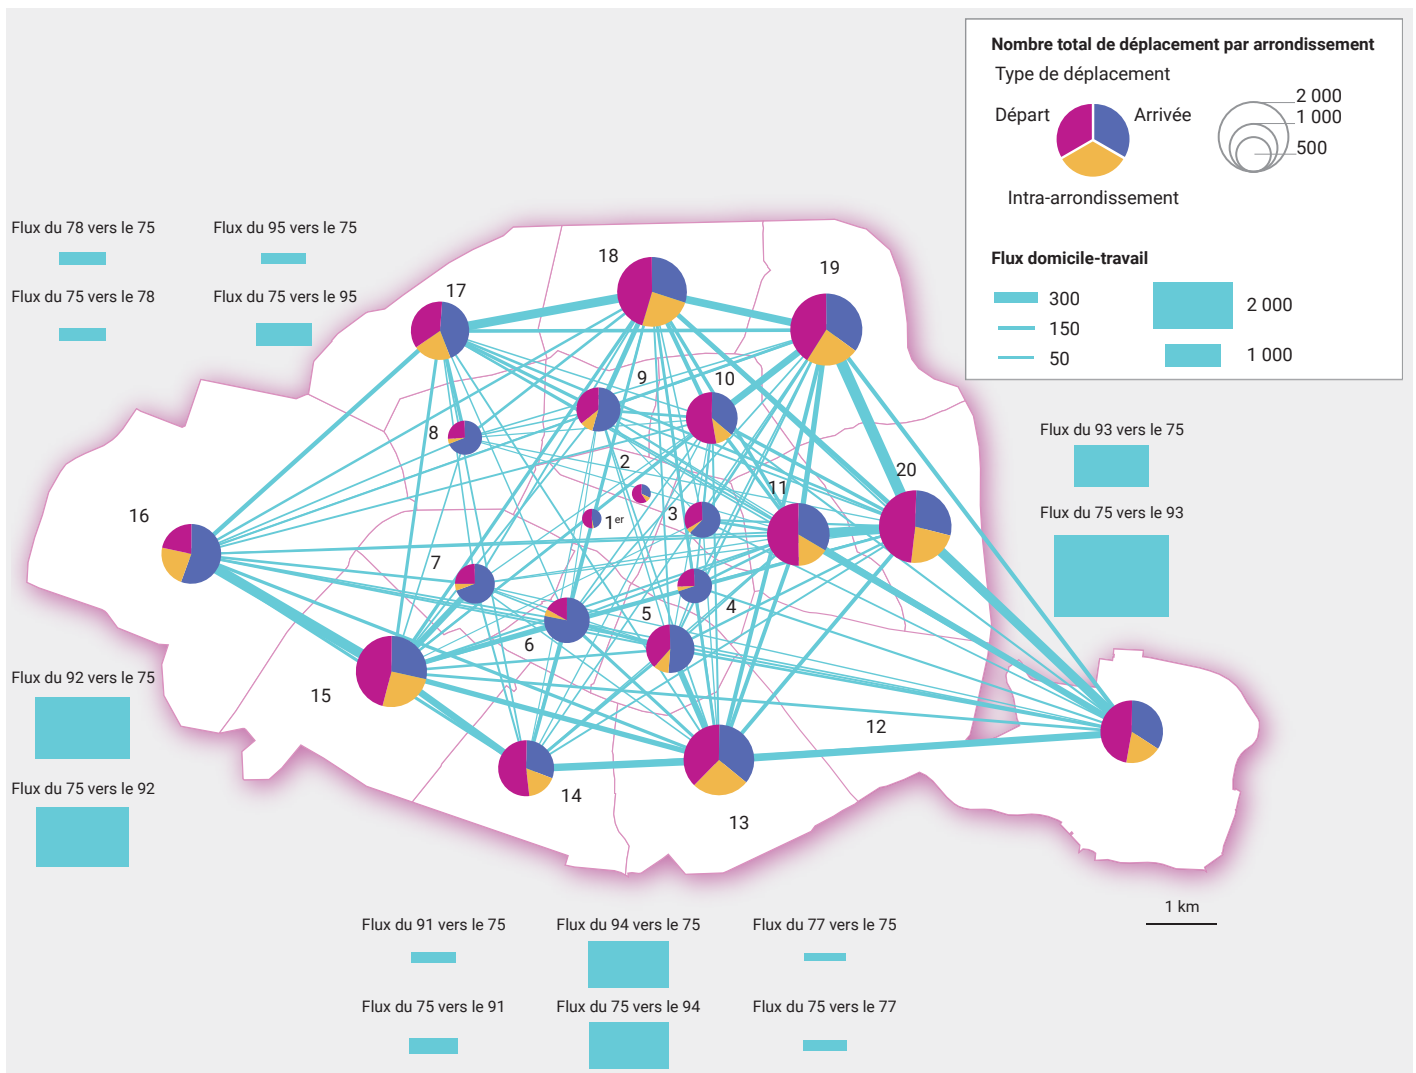 Nombre total de déplacement par arrondissement
Type de déplacement
Départ
Arrivée
Intra-arrondissement
2 000
1 000
500
Flux domicile-travail
300
150
50
2 000
1 000
Flux du 78 vers le 75
Flux du 95 vers le 75
Flux du 75 vers le 78
Flux du 75 vers le 95
18
19
17
9
10
8
2
11
20
16
1er
3
7
5
4
6
15
12
14
13
Flux du 93 vers le 75
Flux du 75 vers le 93
Flux du 92 vers le 75
Flux du 75 vers le 92
1 km
Flux du 91 vers le 75
Flux du 94 vers le 75
Flux du 77 vers le 75
Flux du 75 vers le 91
Flux du 75 vers le 94
Flux du 75 vers le 77